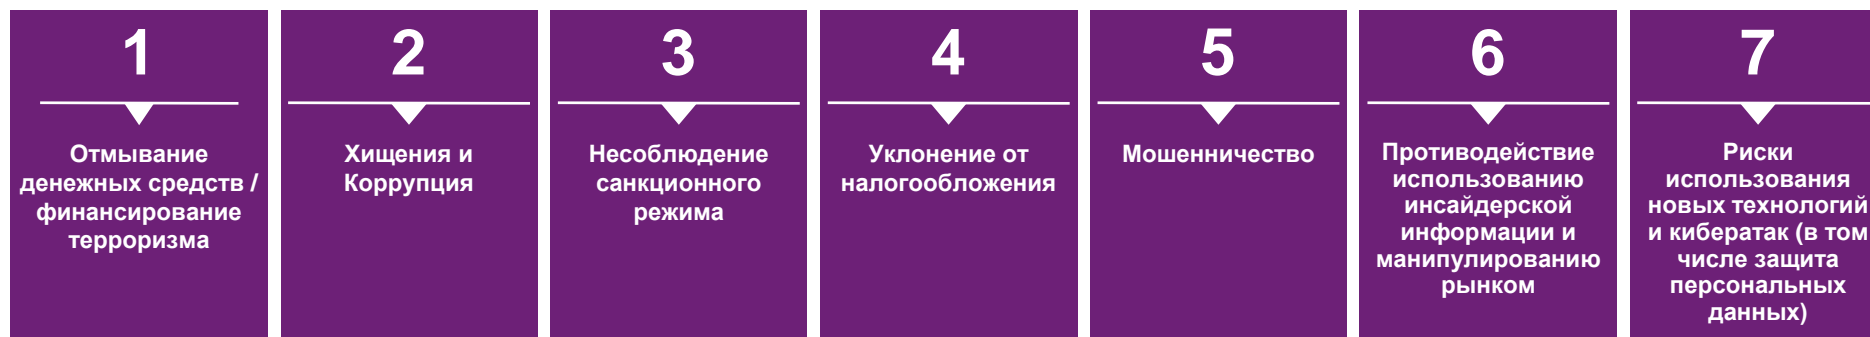 1
Отмывание
денежных средств /
финансирование
терроризма
2
Хищения и
Коррупция
3
Несоблюдение
санкционного
режима
4
Уклонение от
налогообложения
5
Мошенничество
6
Противодействие
использованию
инсайдерской
информации и
манипулированию
рынком
7
Риски
использования
новых технологий
и кибератак (в том
числе защита
персональных
данных)